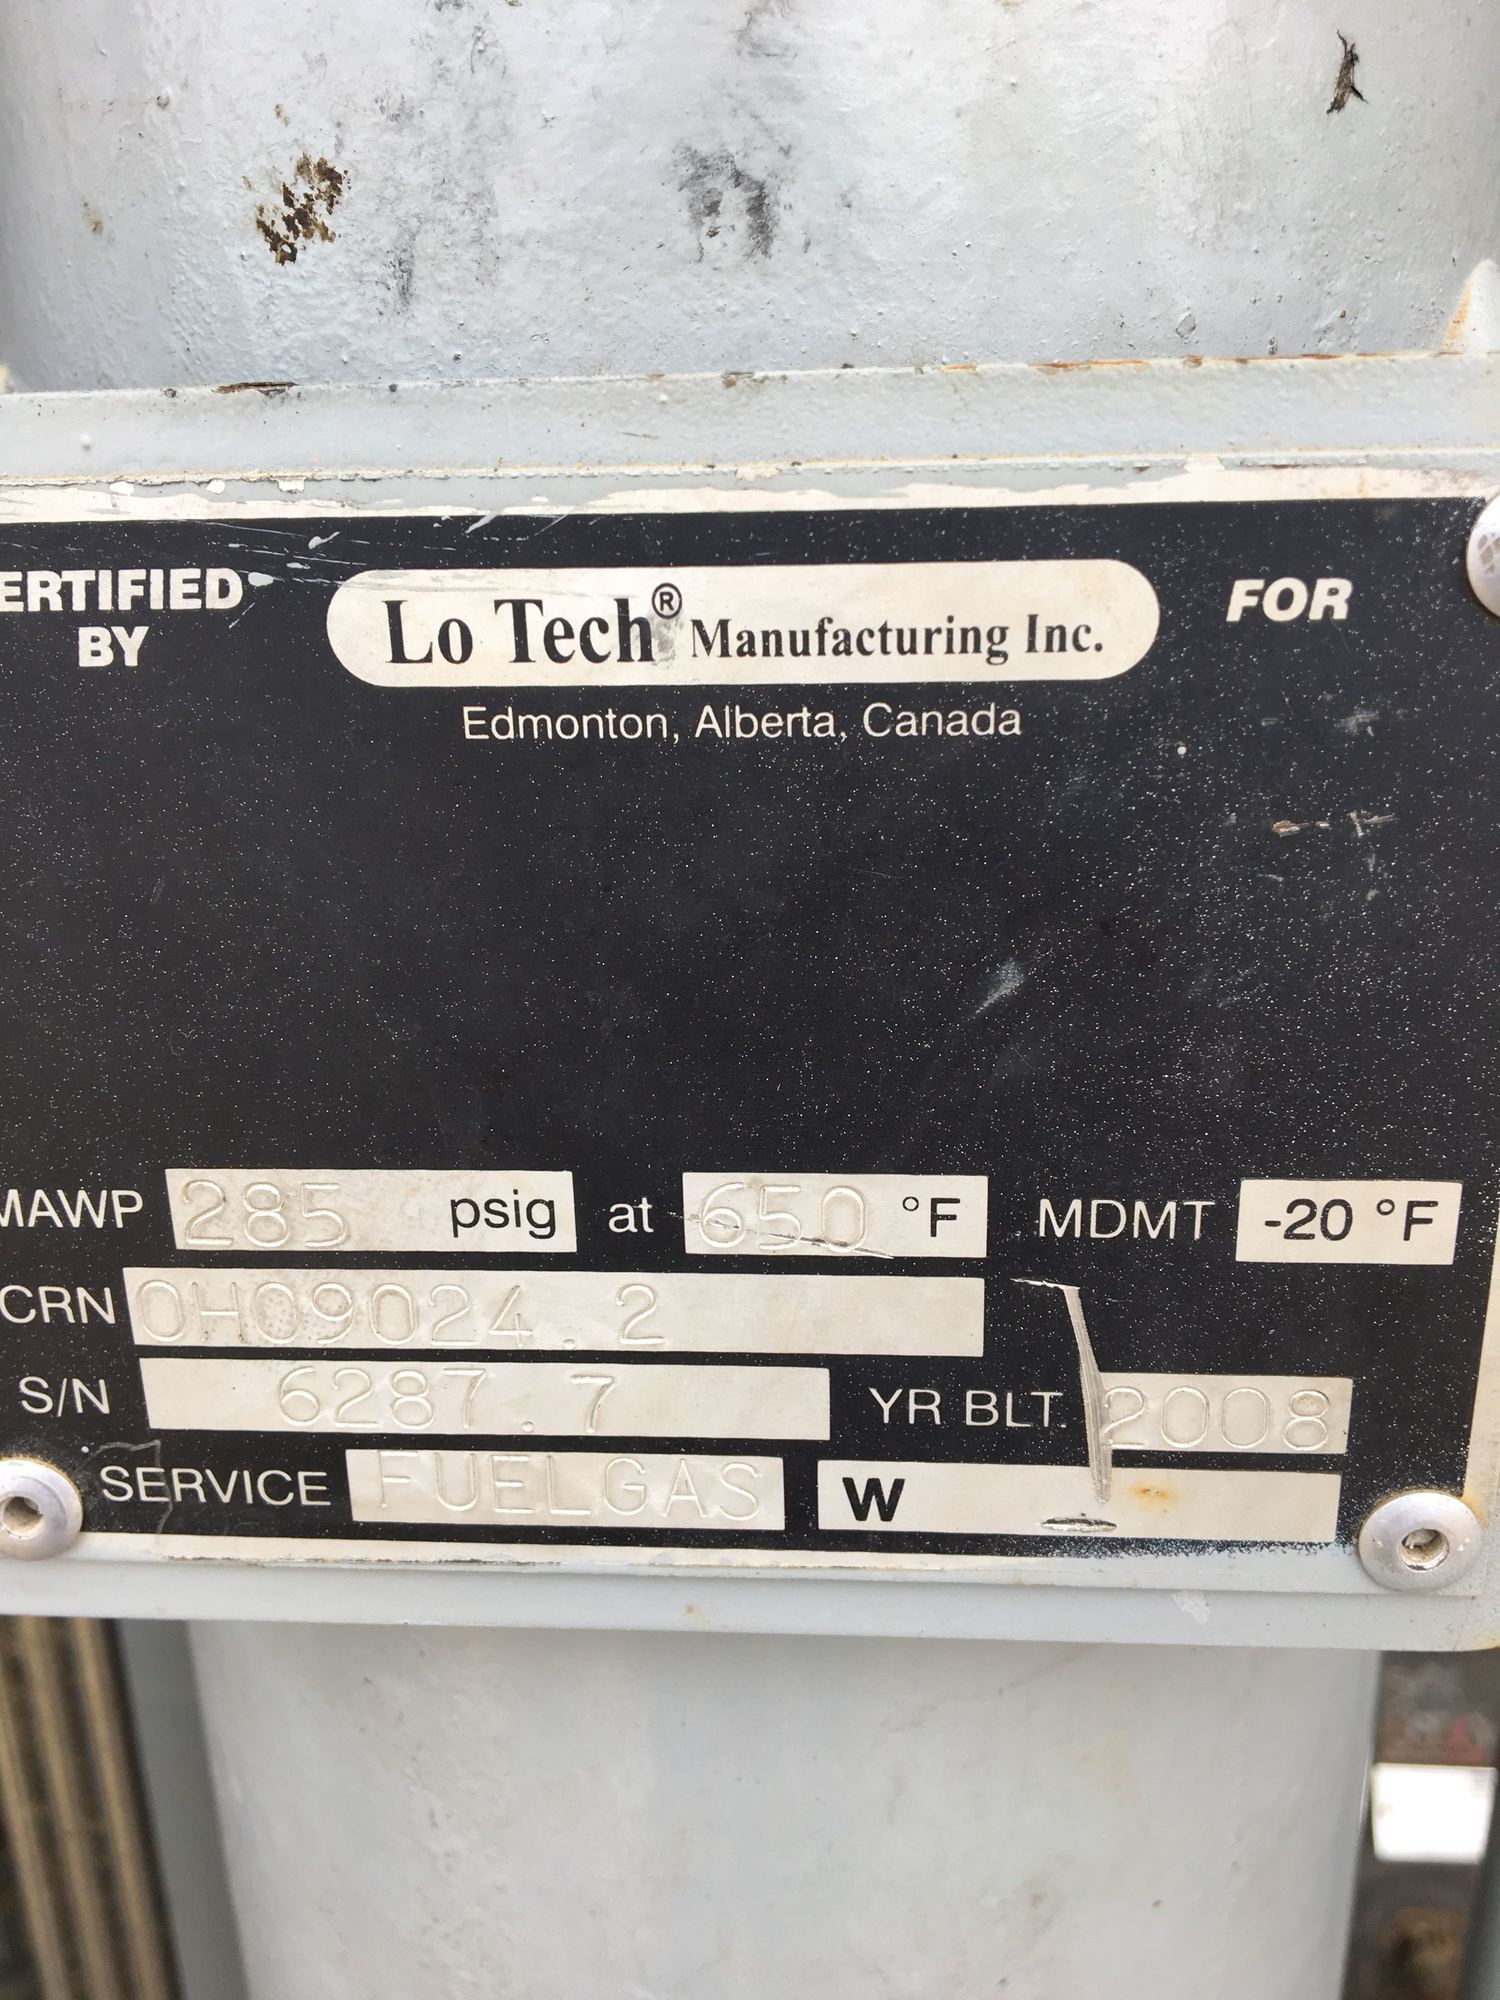 ERTIFIED BY Lo Tech® Manufacturing Inc. FOR
Edmonton, Alberta, Canada
MAWP 285 psig at 650 °F MDMT -20 °F
CRN 0H09024.2
S/N 6287.7 YR BLT. 2008
SERVICE FUELGAS W